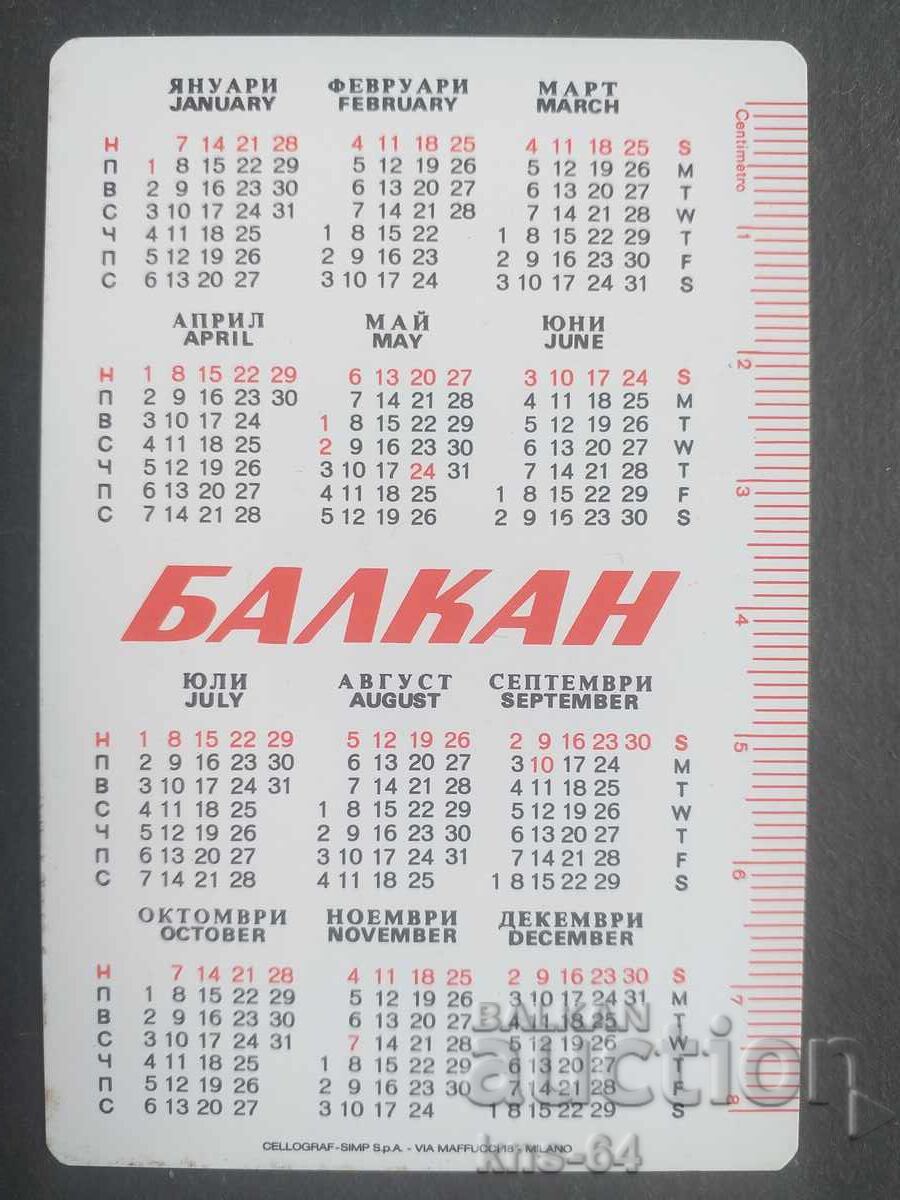 ЯНУАРИ ФЕВРУАРИ МАРТ
JANUARY FEBRUARY MARCH
Н 7 14 21 28 4 11 18 25 4 11 18 25 S
П 1 8 15 22 29 5 12 19 26 5 12 19 26 M
В 2 9 16 23 30 6 13 20 27 6 13 20 27 T
С 3 10 17 24 31 7 14 21 28 7 14 21 28 W
Ч 4 11 18 25 1 8 15 22 1 8 15 22 29 T
П 5 12 19 26 2 9 16 23 2 9 16 23 30 F
С 6 13 20 27 3 10 17 24 3 10 17 24 31 S
АПРИЛ МАЙ ЮНИ
APRIL MAY JUNE
Н 1 8 15 22 29 6 13 20 27 3 10 17 24 S
П 2 9 16 23 30 7 14 21 28 4 11 18 25 M
В 3 10 17 24 1 8 15 22 29 5 12 19 26 T
С 4 11 18 25 2 9 16 23 30 6 13 20 27 W
Ч 5 12 19 26 3 10 17 24 31 7 14 21 28 T
П 6 13 20 27 4 11 18 25 1 8 15 22 29 F
С 7 14 21 28 5 12 19 26 2 9 16 23 30 S
БАЛКАН
ЮЛИ АВГУСТ СЕПТЕМВРИ
JULY AUGUST SEPTEMBER
Н 1 8 15 22 29 5 12 19 26 2 9 16 23 30 S
П 2 9 16 23 30 6 13 20 27 3 10 17 24 M
В 3 10 17 24 31 7 14 21 28 4 11 18 25 T
С 4 11 18 25 1 8 15 22 29 5 12 19 26 W
Ч 5 12 19 26 2 9 16 23 30 6 13 20 27 T
П 6 13 20 27 3 10 17 24 31 7 14 21 28 F
С 7 14 21 28 4 11 18 25 1 8 15 22 29 S
ОКТОМВРИ НОЕМВРИ ДЕКЕМВРИ
OCTOBER NOVEMBER DECEMBER
Н 7 14 21 28 4 11 18 25 2 9 16 23 30 S
П 1 8 15 22 29 5 12 19 26 3 10 17 24 31 M
В 2 9 16 23 30 6 13 20 27 4 11 18 25 T
С 3 10 17 24 31 7 14 21 28 5 12 19 26 W
Ч 4 11 18 25 1 8 15 22 29 6 13 20 27 T
П 5 12 19 26 2 9 16 23 30 7 14 21 28 F
С 6 13 20 27 3 10 17 24 1 8 15 22 29 S
CELLOGRAF-SIMP S.p.A. - VIA MAFFUCCI 18 - MILANO
Centimetro
1
2
3
4
5
6
7
8
BALKAN
auction
kns-64